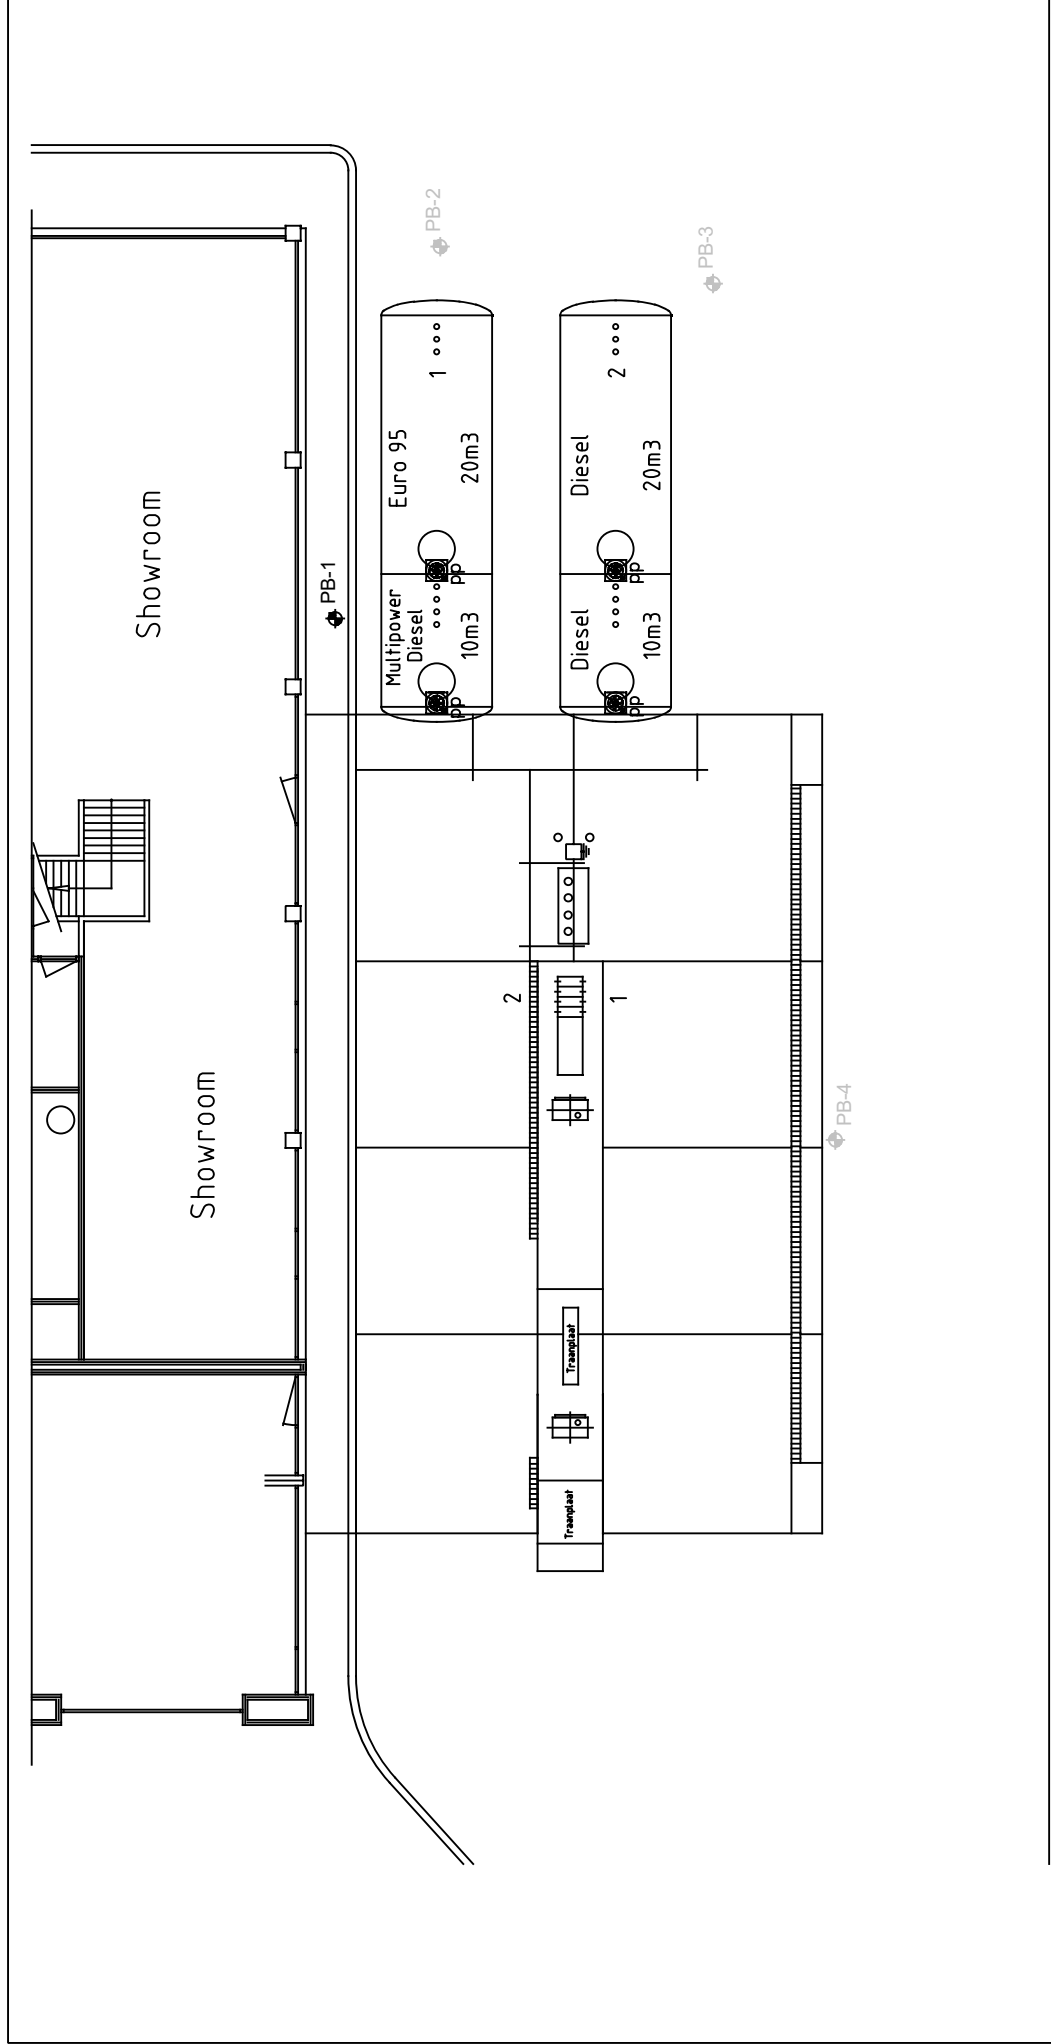 Showroom
Showroom
PB-1
PB-2
PB-3
PB-4
Multipower
Diesel
10m3
pp
Euro 95
20m3
pp
1
Diesel
10m3
pp
Diesel
20m3
pp
2
2
1
Traanplaat
Traanplaat